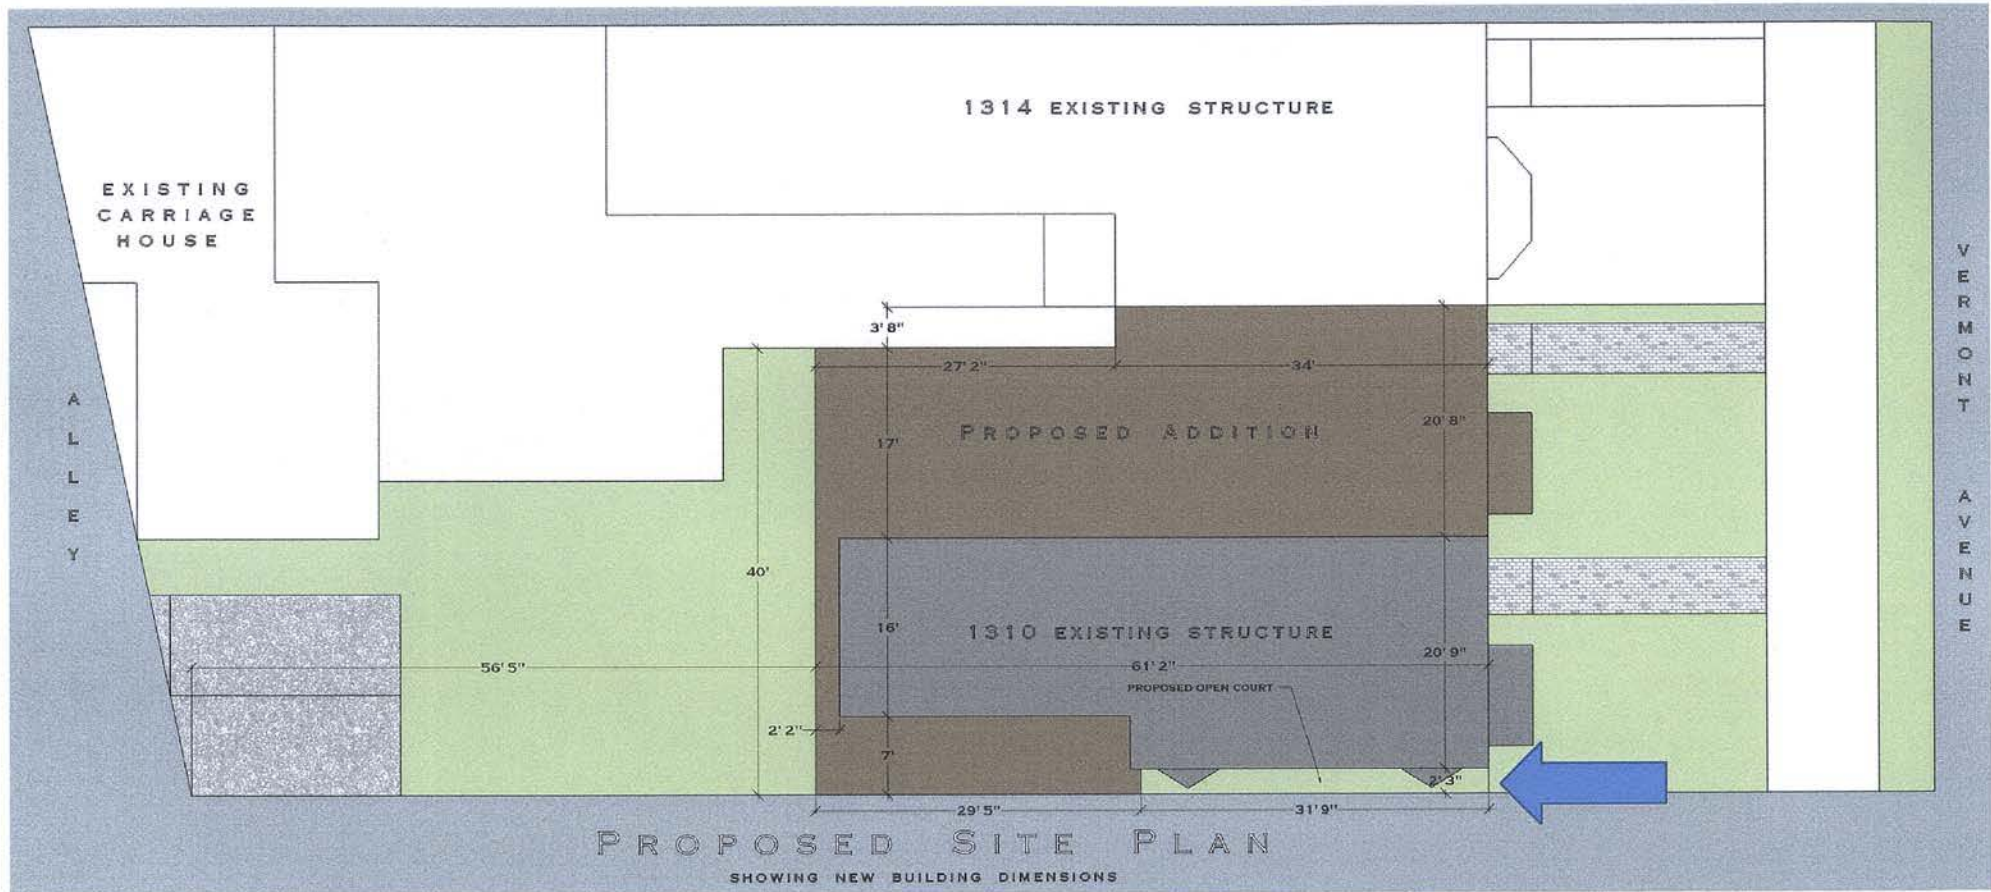 1314 EXISTING STRUCTURE
EXISTING
CARRIAGE
HOUSE
3' 8"
27' 2"
34'
17'
PROPOSED ADDITION
20' 8"
ALLEY
VERMONT AVENUE
40'
16'
1310 EXISTING STRUCTURE
20' 9"
56' 5"
61' 2"
PROPOSED OPEN COURT
2' 2"
7'
2' 3"
29' 5"
31' 9"
PROPOSED SITE PLAN
SHOWING NEW BUILDING DIMENSIONS